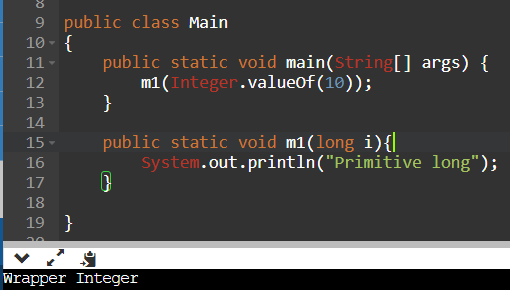 8
9 public class Main
10 {
11 public static void main(String[] args) {
12 m1(Integer.valueOf(10));
13 }
14
15 public static void m1(long i){
16 System.out.println("Primitive long");
17 }
18
19 }
20
Wrapper Integer